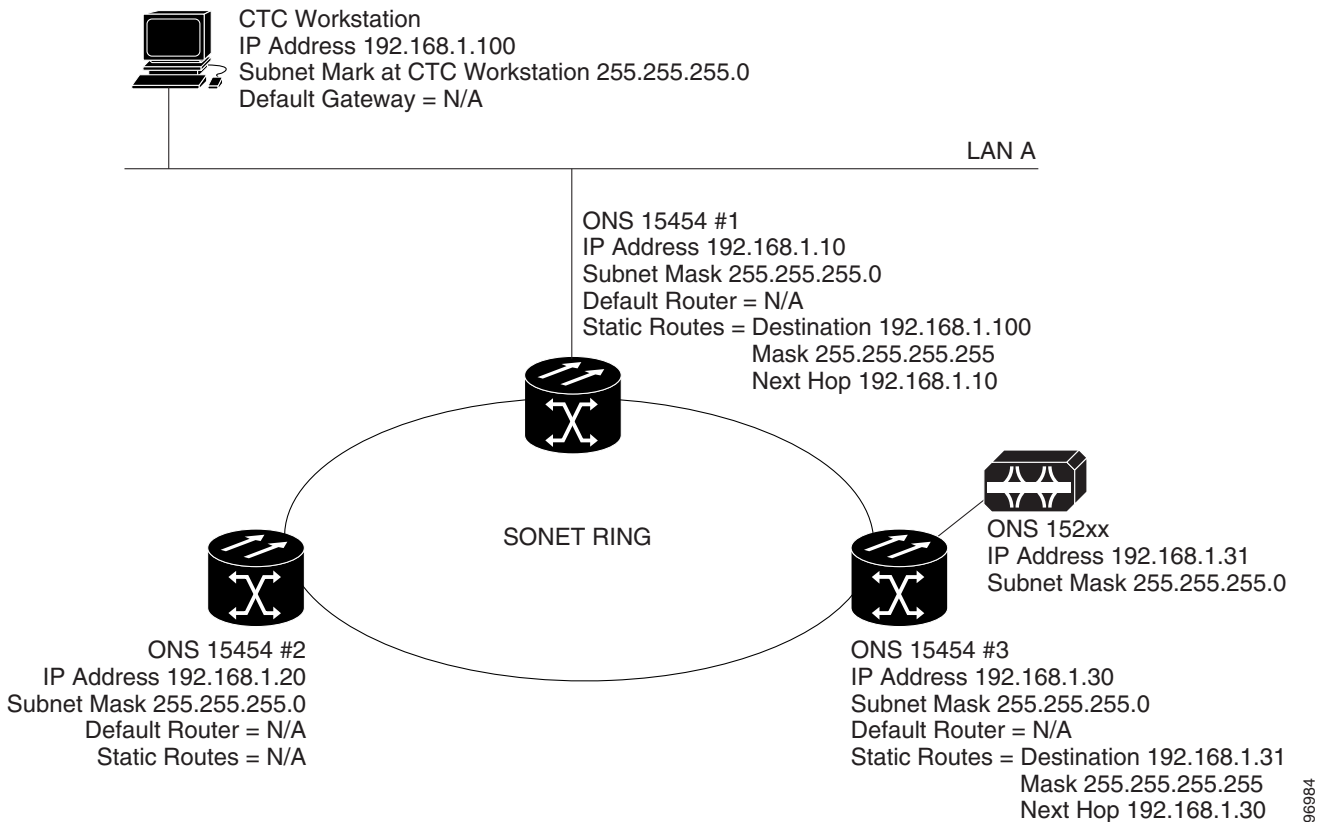 CTC Workstation
IP Address 192.168.1.100
Subnet Mark at CTC Workstation 255.255.255.0
Default Gateway = N/A
LAN A
ONS 15454 #1
IP Address 192.168.1.10
Subnet Mask 255.255.255.0
Default Router = N/A
Static Routes = Destination 192.168.1.100
Mask 255.255.255.255
Next Hop 192.168.1.10
SONET RING
ONS 152xx
IP Address 192.168.1.31
Subnet Mask 255.255.255.0
ONS 15454 #2
IP Address 192.168.1.20
Subnet Mask 255.255.255.0
Default Router = N/A
Static Routes = N/A
ONS 15454 #3
IP Address 192.168.1.30
Subnet Mask 255.255.255.0
Default Router = N/A
Static Routes = Destination 192.168.1.31
Mask 255.255.255.255
Next Hop 192.168.1.30
96984